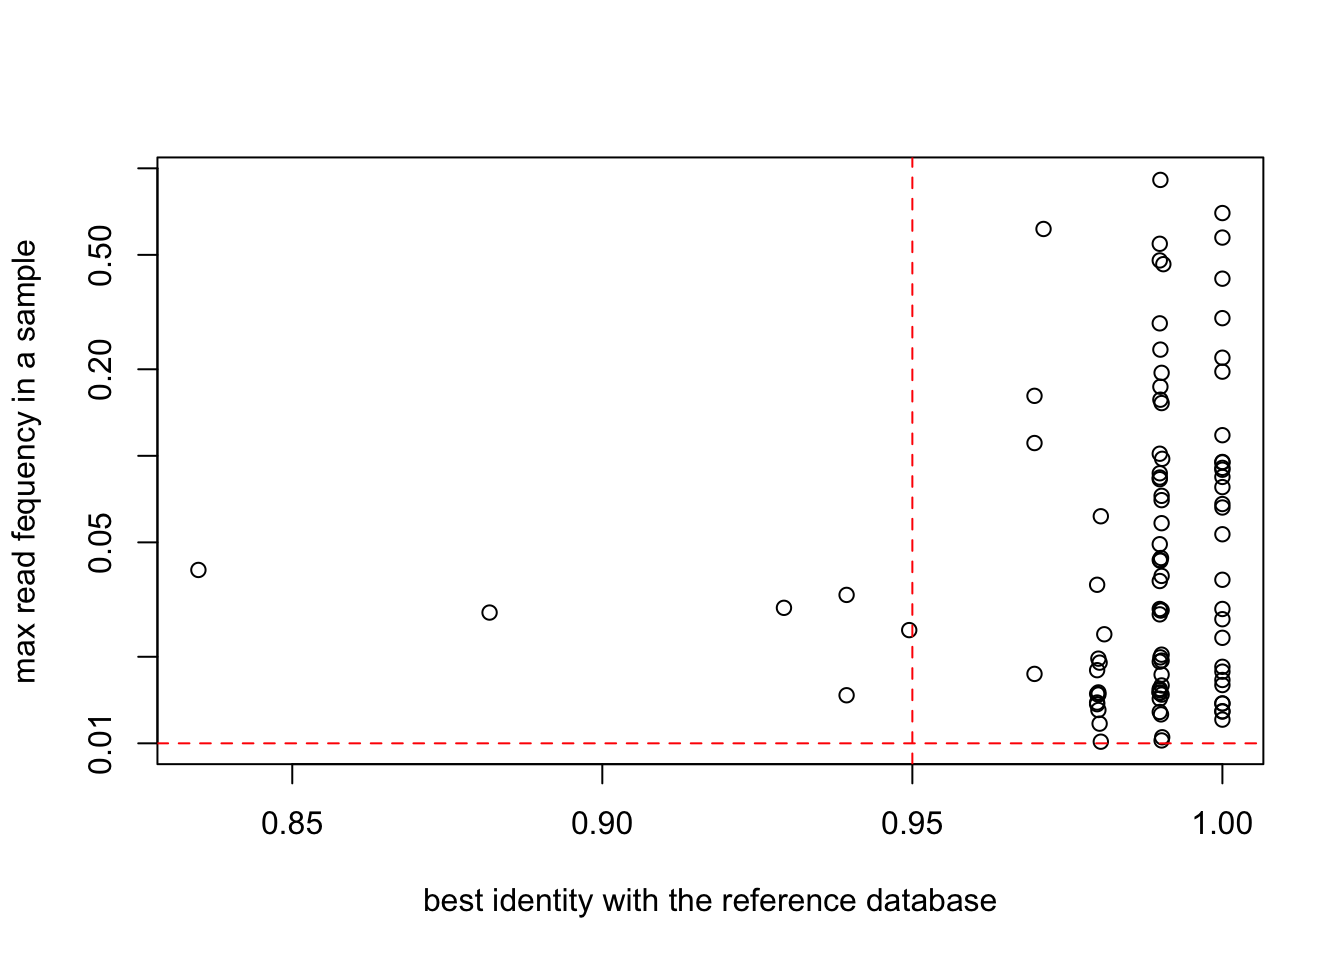 max read fequency in a sample
0.50
0.20
0.05
0.01
0.85 0.90 0.95 1.00
best identity with the reference database